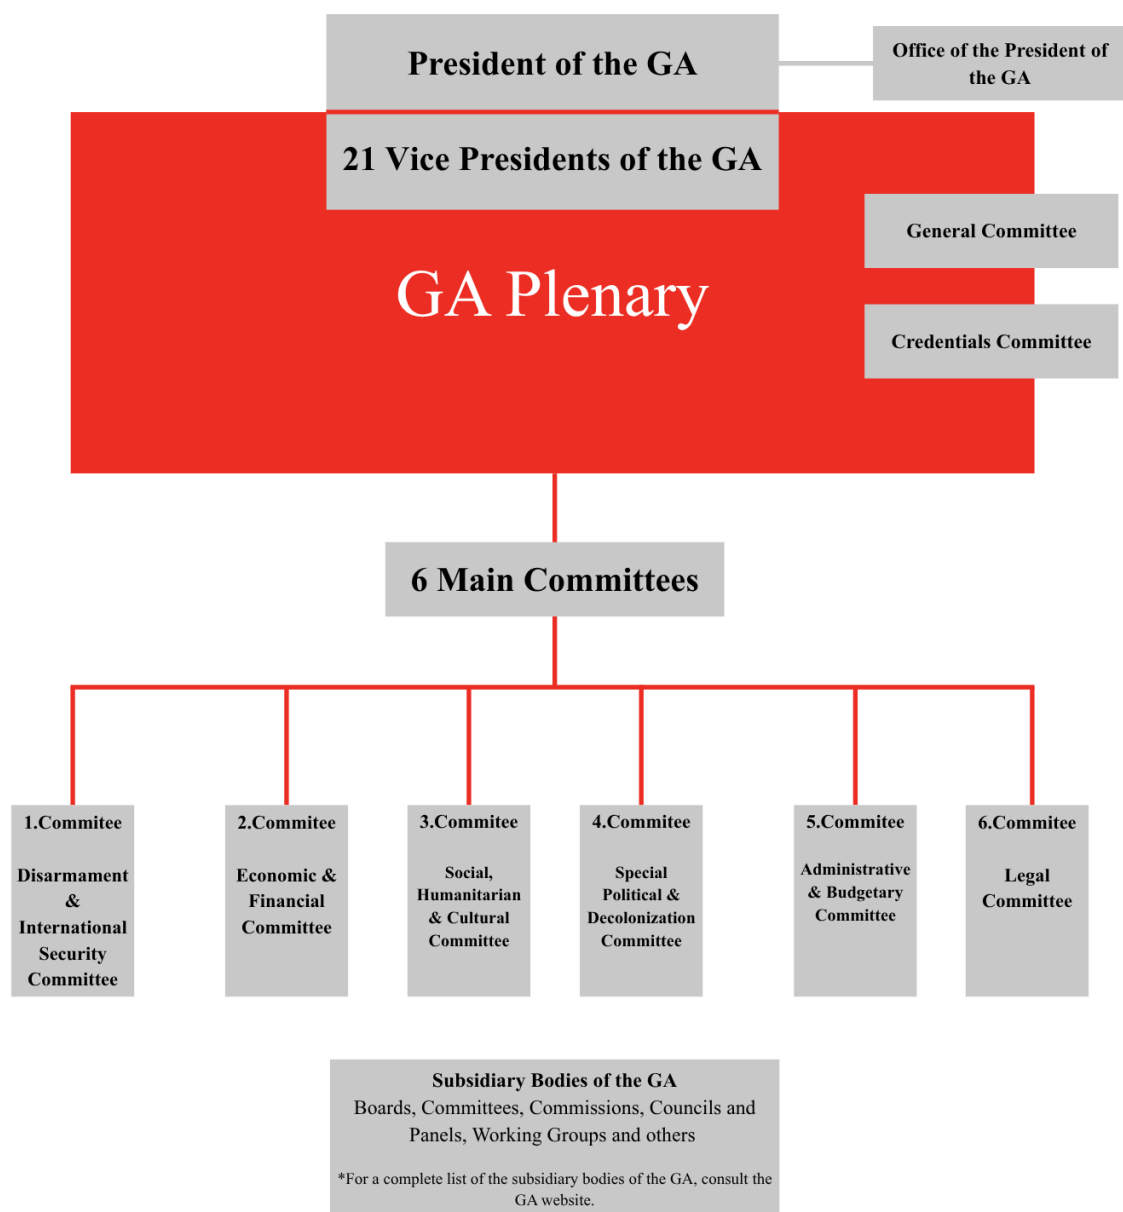 President of the GA
Office of the President of
the GA
21 Vice Presidents of the GA
General Committee
GA Plenary
Credentials Committee
6 Main Committees
1.Commitee
Disarmament
&
International
Security
Committee
2.Commitee
Economic &
Financial
Committee
3.Commitee
Social,
Humanitarian
& Cultural
Committee
4.Commitee
Special
Political &
Decolonization
Committee
5.Commitee
Administrative
& Budgetary
Committee
6.Commitee
Legal
Committee
Subsidiary Bodies of the GA
Boards, Committees, Commissions, Councils and
Panels, Working Groups and others
*For a complete list of the subsidiary bodies of the GA, consult the
GA website.